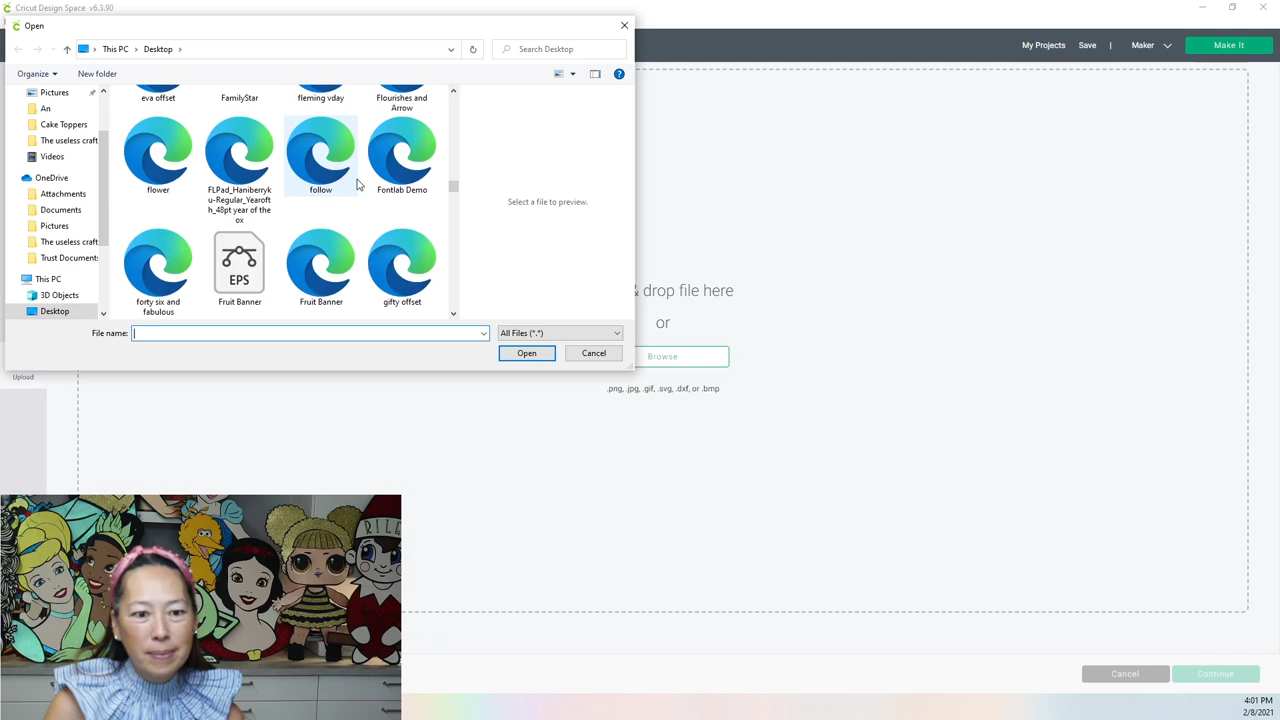 Cricut Design Space v6.3.90
Open
This PC
Desktop
Search Desktop
My Projects
Save
|
Maker
Make It
Organize
New folder
Pictures
An
Cake Toppers
The useless craft
Videos
OneDrive
Attachments
Documents
Pictures
The useless craft
Trust Documents
This PC
3D Objects
Desktop
eva offset
FamilyStar
fleming vday
Flourishes and
Arrow
flower
FLPad_Haniberry
ku-Regular_Yearoft
h_48pt year of the
ox
follow
Fontlab Demo
EPS
forty six and
fabulous
Fruit Banner
Fruit Banner
gifty offset
Select a file to preview.
File name:
All Files (*.*)
Open
Cancel
& drop file here
or
Browse
.png, .jpg, .gif, .svg, .dxf, or .bmp
Upload
RILE
Cancel
Continue
4:01 PM
2/8/2021